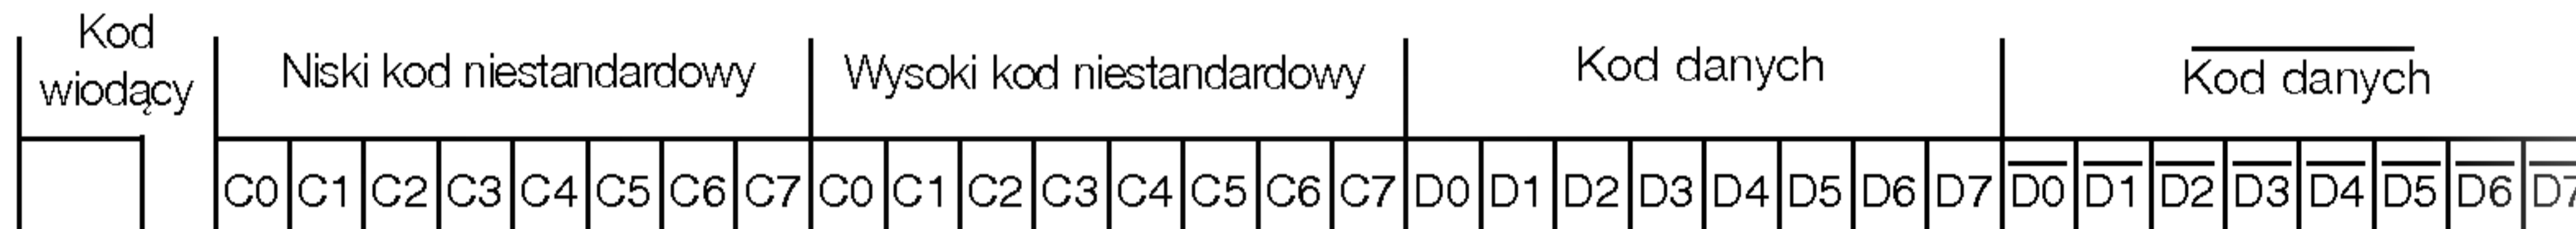 Kod
wiodący
Niski kod niestandardowy
Wysoki kod niestandardowy
Kod danych
Kod danych
C0 C1 C2 C3 C4 C5 C6 C7 C0 C1 C2 C3 C4 C5 C6 C7 D0 D1 D2 D3 D4 D5 D6 D7 D0 D1 D2 D3 D4 D5 D6 D7